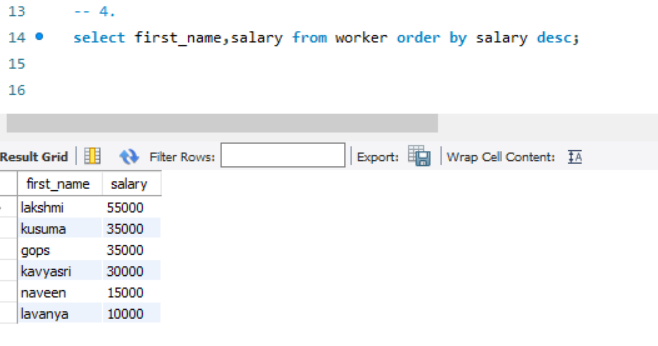 13 -- 4.
14 select first_name,salary from worker order by salary desc;
15
16
Result Grid Filter Rows: Export: Wrap Cell Content: IA
first_name salary
lakshmi 55000
kusuma 35000
gops 35000
kavyasri 30000
naveen 15000
lavanya 10000